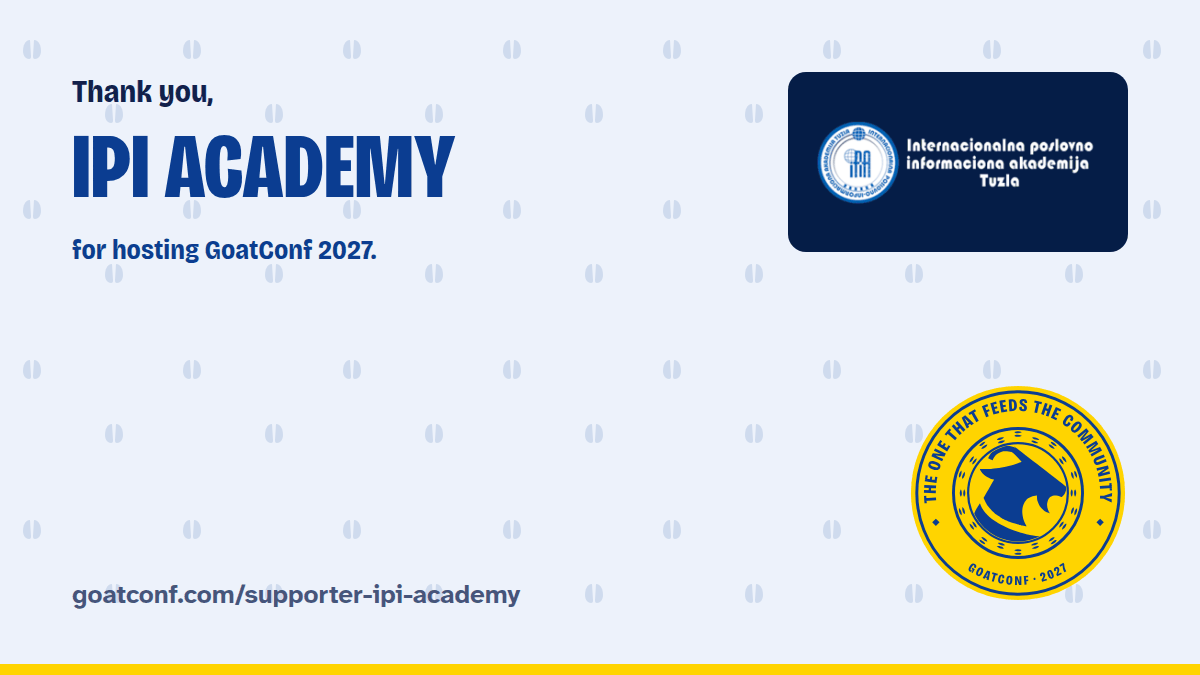 Thank you,
IPI ACADEMY
for hosting GoatConf 2027.
Internacionalna poslovno
informaciona akademija
Tuzla
THE ONE THAT FEEDS THE COMMUNITY
GOATCONF · 2027
goatconf.com/supporter-ipi-academy